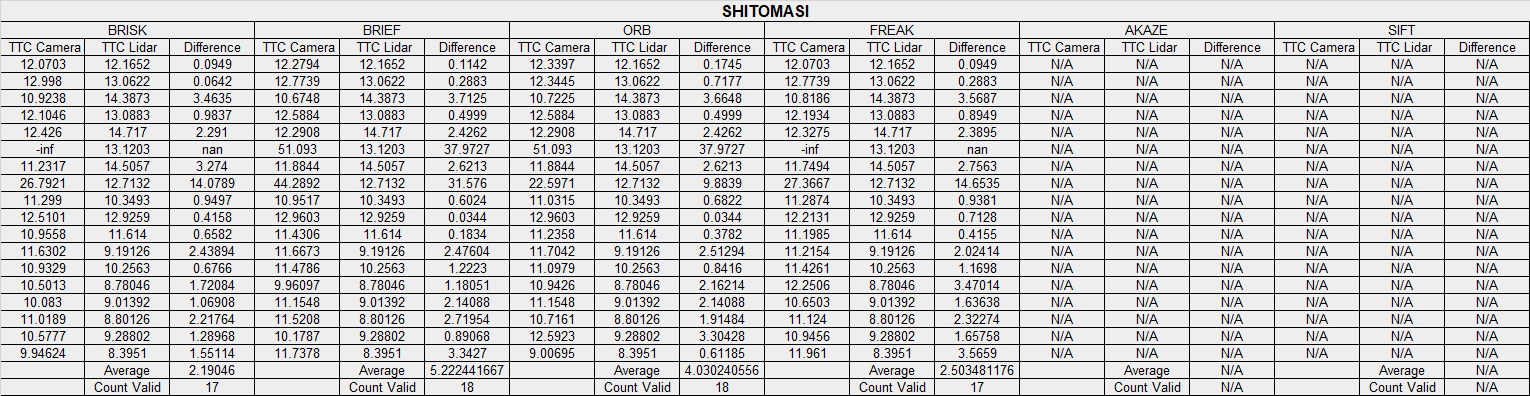 SHITOMASI
BRISK BRIEF ORB FREAK AKAZE SIFT
TTC Camera TTC Lidar Difference TTC Camera TTC Lidar Difference TTC Camera TTC Lidar Difference TTC Camera TTC Lidar Difference TTC Camera TTC Lidar Difference TTC Camera TTC Lidar Difference
12.0703 12.1652 0.0949 12.2794 12.1652 0.1142 12.3397 12.1652 0.1745 12.0703 12.1652 0.0949 N/A N/A N/A N/A N/A N/A
12.998 13.0622 0.0642 12.7739 13.0622 0.2883 12.3445 13.0622 0.7177 12.7739 13.0622 0.2883 N/A N/A N/A N/A N/A N/A
10.9238 14.3873 3.4635 10.6748 14.3873 3.7125 10.7225 14.3873 3.6648 10.8186 14.3873 3.5687 N/A N/A N/A N/A N/A N/A
12.1046 13.0883 0.9837 12.5884 13.0883 0.4999 12.5884 13.0883 0.4999 12.1934 13.0883 0.8949 N/A N/A N/A N/A N/A N/A
12.426 14.717 2.291 12.2908 14.717 2.4262 12.2908 14.717 2.4262 12.3275 14.717 2.3895 N/A N/A N/A N/A N/A N/A
-inf 13.1203 nan 51.093 13.1203 37.9727 51.093 13.1203 37.9727 -inf 13.1203 nan N/A N/A N/A N/A N/A N/A
11.2317 14.5057 3.274 11.8844 14.5057 2.6213 11.8844 14.5057 2.6213 11.7494 14.5057 2.7563 N/A N/A N/A N/A N/A N/A
26.7921 12.7132 14.0789 44.2892 12.7132 31.576 22.5971 12.7132 9.8839 27.3667 12.7132 14.6535 N/A N/A N/A N/A N/A N/A
11.299 10.3493 0.9497 10.9517 10.3493 0.6024 11.0315 10.3493 0.6822 11.2874 10.3493 0.9381 N/A N/A N/A N/A N/A N/A
12.5101 12.9259 0.4158 12.9603 12.9259 0.0344 12.9603 12.9259 0.0344 12.2131 12.9259 0.7128 N/A N/A N/A N/A N/A N/A
10.9558 11.614 0.6582 11.4306 11.614 0.1834 11.2358 11.614 0.3782 11.1985 11.614 0.4155 N/A N/A N/A N/A N/A N/A
11.6302 9.19126 2.43894 11.6673 9.19126 2.47604 11.7042 9.19126 2.51294 11.2154 9.19126 2.02414 N/A N/A N/A N/A N/A N/A
10.9329 10.2563 0.6766 11.4786 10.2563 1.2223 11.0979 10.2563 0.8416 11.4261 10.2563 1.1698 N/A N/A N/A N/A N/A N/A
10.5013 8.78046 1.72084 9.96097 8.78046 1.18051 10.9426 8.78046 2.16214 12.2506 8.78046 3.47014 N/A N/A N/A N/A N/A N/A
10.083 9.01392 1.06908 11.1548 9.01392 2.14088 11.1548 9.01392 2.14088 10.6503 9.01392 1.63638 N/A N/A N/A N/A N/A N/A
11.0189 8.80126 2.21764 11.5208 8.80126 2.71954 10.7161 8.80126 1.91484 11.124 8.80126 2.32274 N/A N/A N/A N/A N/A N/A
10.5777 9.28802 1.28968 10.1787 9.28802 0.89068 12.5923 9.28802 3.30428 10.9456 9.28802 1.65758 N/A N/A N/A N/A N/A N/A
9.94624 8.3951 1.55114 11.7378 8.3951 3.3427 9.00695 8.3951 0.61185 11.961 8.3951 3.5659 N/A N/A N/A N/A N/A N/A
Average 2.19046 Average 5.222441667 Average 4.030240556 Average 2.503481176 Average N/A Average N/A
Count Valid 17 Count Valid 18 Count Valid 18 Count Valid 17 Count Valid N/A Count Valid N/A